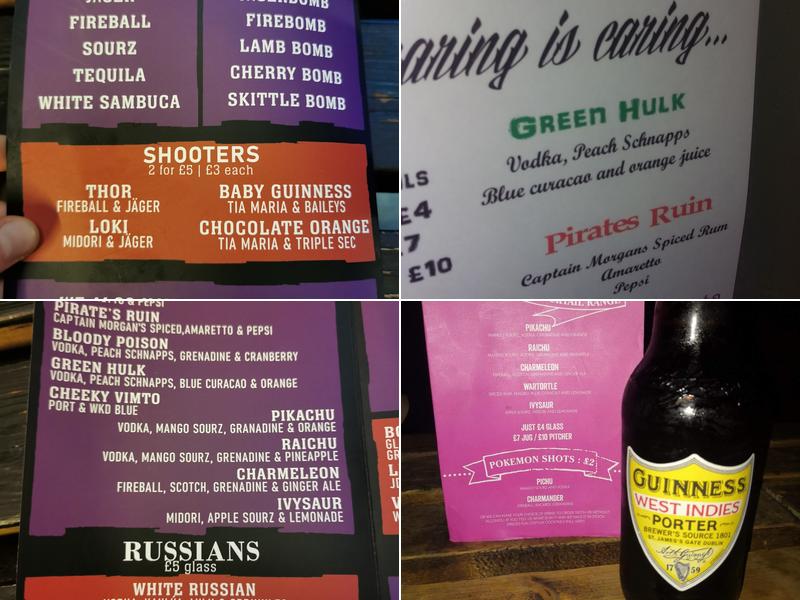 FIREBALL
SOURZ
TEQUILA
WHITE SAMBUCA
FIREBOMB
LAMB BOMB
CHERRY BOMB
SKITTLE BOMB
SHOOTERS
2 for £5 | £3 each
THOR
FIREBALL & JÄGER
LOKI
MIDORI & JÄGER
BABY GUINNESS
TIA MARIA & BAILEYS
CHOCOLATE ORANGE
TIA MARIA & TRIPLE SEC
aring is caring...
GREEN HULK
Vodka, Peach Schnapps
Blue curacao and orange juice
Pirates Ruin
Captain Morgans Spiced Rum
Amaretto
Pepsi
ALS
£4
£7
£10
PIRATE'S RUIN
CAPTAIN MORGAN'S SPICED,AMARETTO & PEPSI
BLOODY POISON
VODKA, PEACH SCHNAPPS, GRENADINE & CRANBERRY
GREEN HULK
VODKA, PEACH SCHNAPPS, BLUE CURACAO & ORANGE
CHEEKY VIMTO
PORT & WKD BLUE
PIKACHU
VODKA, MANGO SOURZ, GRANADINE & ORANGE
RAICHU
VODKA, MANGO SOURZ, GRENADINE & PINEAPPLE
CHARMELEON
FIREBALL, SCOTCH, GRENADINE & GINGER ALE
IVYSAUR
MIDORI, APPLE SOURZ & LEMONADE
RUSSIANS
£5 glass
WHITE RUSSIAN
PIKACHU
RAICHU
CHARMELEON
WARTORTLE
IVYSAUR
JUST £4 GLASS
£7 JUG / £10 PITCHER
POKEMON SHOTS : £2
PICHU
CHARMANDER
GUINNESS
WEST INDIES
PORTER
BREWER'S SOURCE 1801
ST. JAMES'S GATE DUBLIN
1759